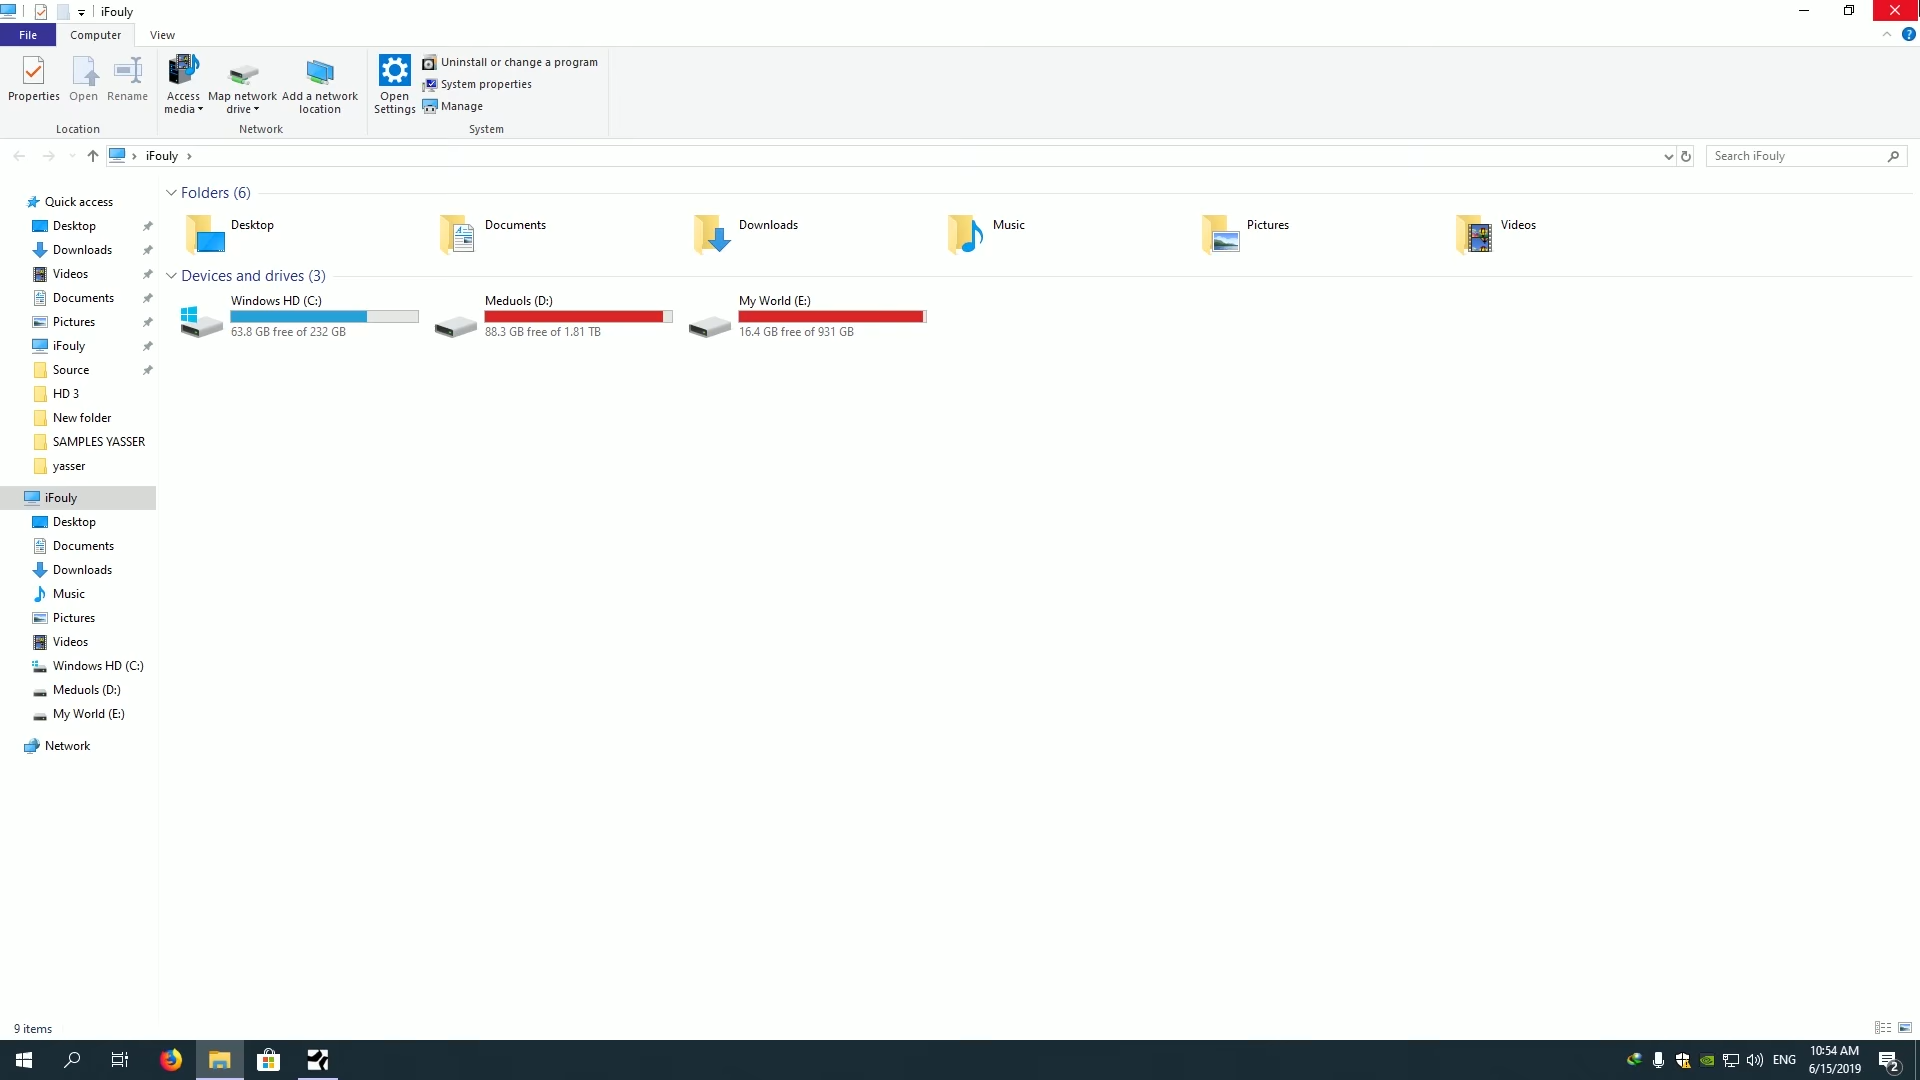 iFouly
File
Computer
View
Properties
Open
Rename
Location
Access media
Map network drive
Add a network location
Network
Open Settings
Uninstall or change a program
System properties
Manage
System
iFouly
Search iFouly
Quick access
Desktop
Downloads
Videos
Documents
Pictures
iFouly
Source
HD 3
New folder
SAMPLES YASSER
yasser
iFouly
Desktop
Documents
Downloads
Music
Pictures
Videos
Windows HD (C:)
Meduols (D:)
My World (E:)
Network
Folders (6)
Desktop
Documents
Downloads
Music
Pictures
Videos
Devices and drives (3)
Windows HD (C:)
63.8 GB free of 232 GB
Meduols (D:)
88.3 GB free of 1.81 TB
My World (E:)
16.4 GB free of 931 GB
9 items
ENG
10:54 AM
6/15/2019
2